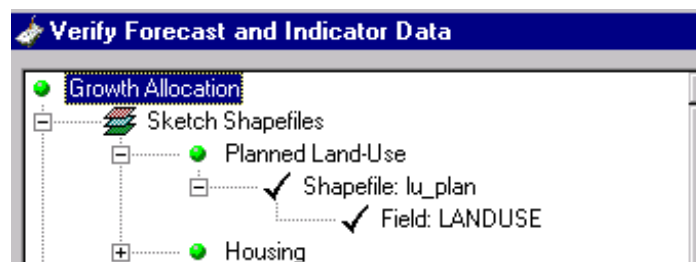 Verify Forecast and Indicator Data
Growth Allocation
Sketch Shapefiles
Planned Land-Use
Shapefile: lu_plan
Field: LANDUSE
Housing